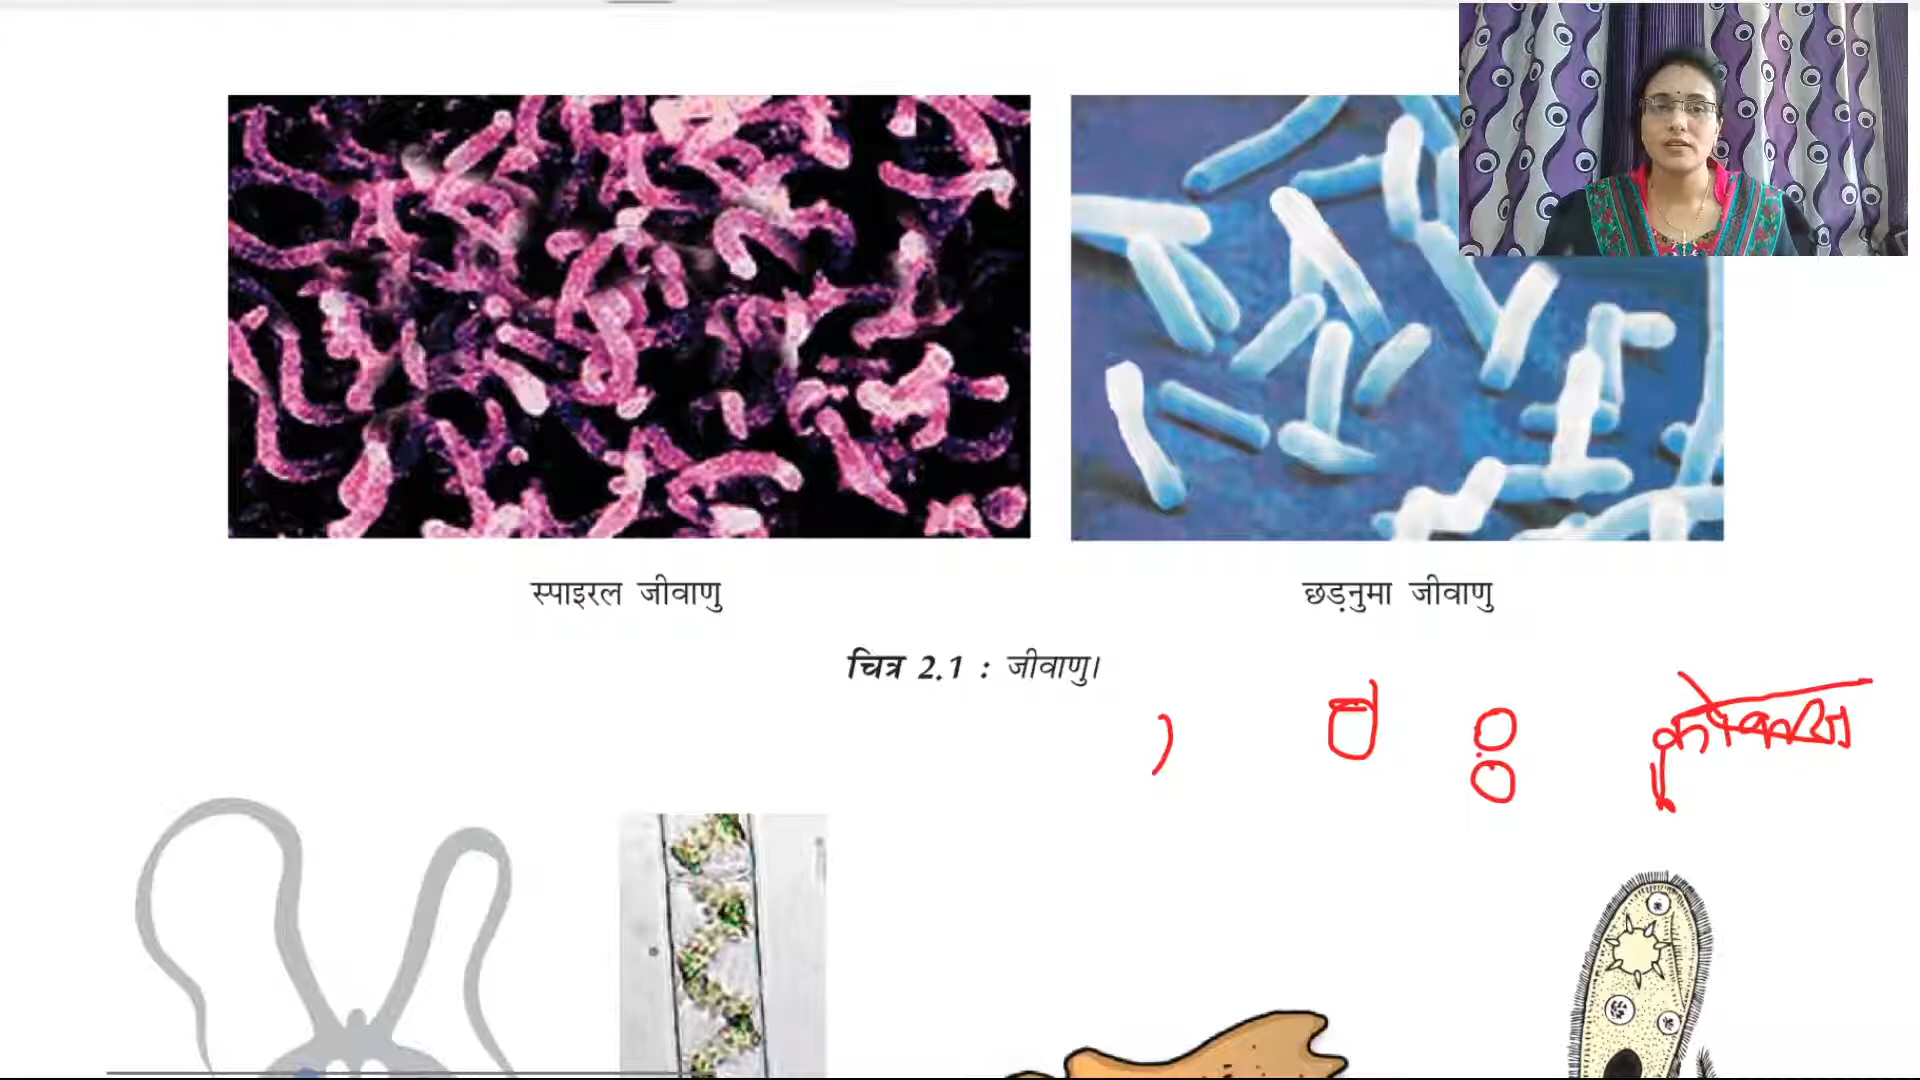 स्पाइरल जीवाणु
छड़नुमा जीवाणु
चित्र 2.1 : जीवाणु।